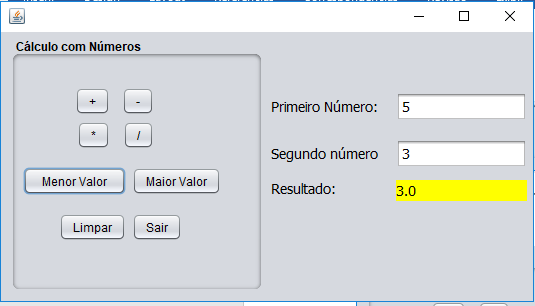 Cálculo com Números
+ -
* /
Menor Valor Maior Valor
Limpar Sair
Primeiro Número: 5
Segundo número 3
Resultado: 3.0